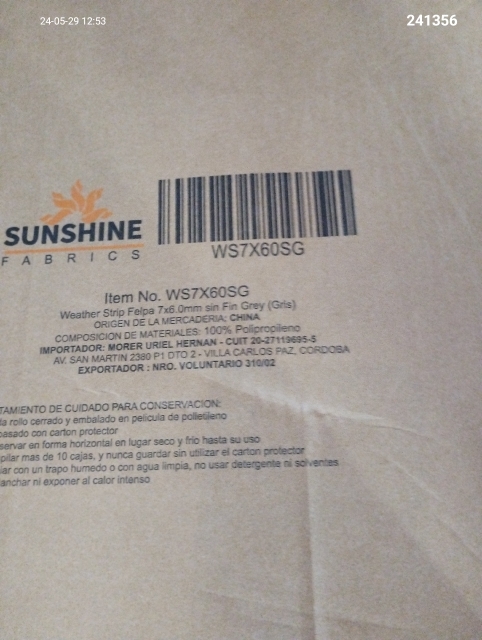 24-05-29 12:53
241356
SUNSHINE
FABRICS
WS7X60SG
Item No. WS7X60SG
Weather Strip Felpa 7x6.0mm sin Fin Grey (Gris)
ORIGEN DE LA MERCADERIA: CHINA
COMPOSICION DE MATERIALES: 100% Polipropileno
IMPORTADOR: MORER URIEL HERNAN - CUIT 20-27119695-5
AV. SAN MARTIN 2380 P1 DTO 2 - VILLA CARLOS PAZ, CORDOBA
EXPORTADOR : NRO. VOLUNTARIO 310/02
TAMIENTO DE CUIDADO PARA CONSERVACION:
ta rollo cerrado y embalado en pelicula de polietileno
pasado con carton protector
servar en forma horizontal en lugar seco y frio hasta su uso
pilar mas de 10 cajas, y nunca guardar sin utilizar el carton protector
iar con un trapo humedo o con agua limpia, no usar detergente ni solventes
lanchar ni exponer al calor intenso